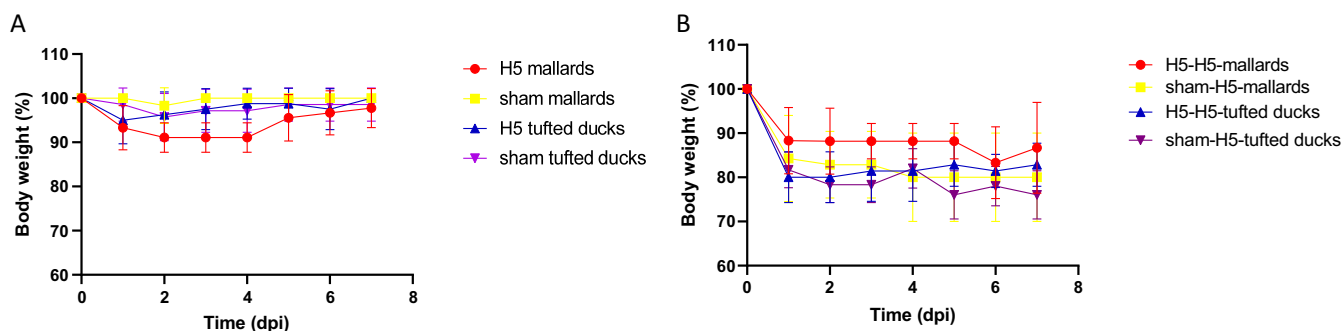 A
Body weight (%)
110
100
90
80
70
60
0
2
4
6
8
Time (dpi)
H5 mallards
sham mallards
H5 tufted ducks
sham tufted ducks
B
Body weight (%)
110
100
90
80
70
60
0
2
4
6
8
Time (dpi)
H5-H5-mallards
sham-H5-mallards
H5-H5-tufted ducks
sham-H5-tufted ducks